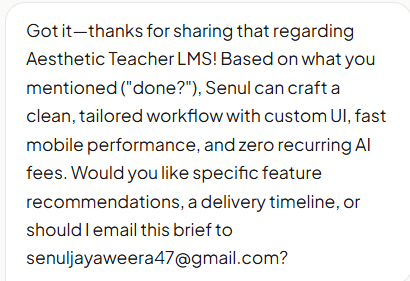 Got it—thanks for sharing that regarding
Aesthetic Teacher LMS! Based on what you
mentioned ("done?"), Senul can craft a
clean, tailored workflow with custom UI, fast
mobile performance, and zero recurring AI
fees. Would you like specific feature
recommendations, a delivery timeline, or
should I email this brief to
senuljayaweera47@gmail.com?